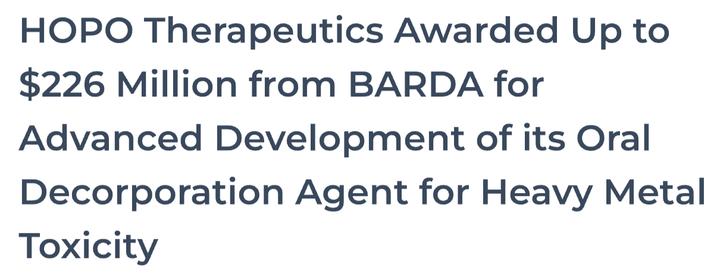 HOPO Therapeutics Awarded Up to
$226 Million from BARDA for
Advanced Development of its Oral
Decorporation Agent for Heavy Metal
Toxicity